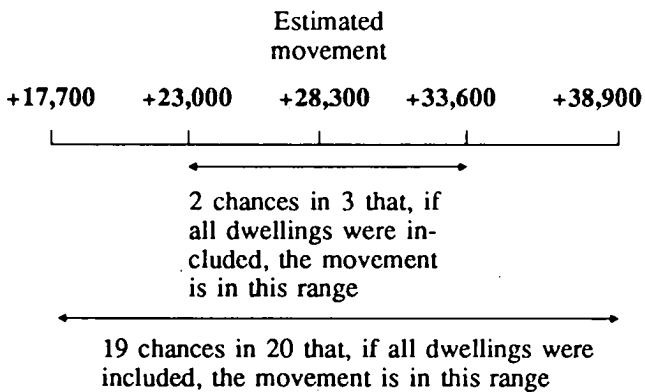 Estimated
movement
+17,700 +23,000 +28,300 +33,600 +38,900
2 chances in 3 that, if
all dwellings were in-
cluded, the movement
is in this range
19 chances in 20 that, if all dwellings were
included, the movement is in this range